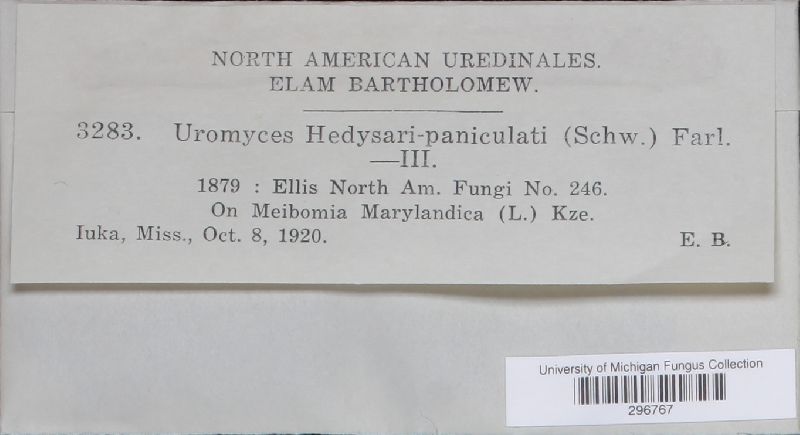 NORTH AMERICAN UREDINALES.
ELAM BARTHOLOMEW.
3283. Uromyces Hedysari-paniculati (Schw.) Farl.
—III.
1879 : Ellis North Am. Fungi No. 246.
On Meibomia Marylandica (L.) Kze.
Iuka, Miss., Oct. 8, 1920. E. B.
University of Michigan Fungus Collection
296767